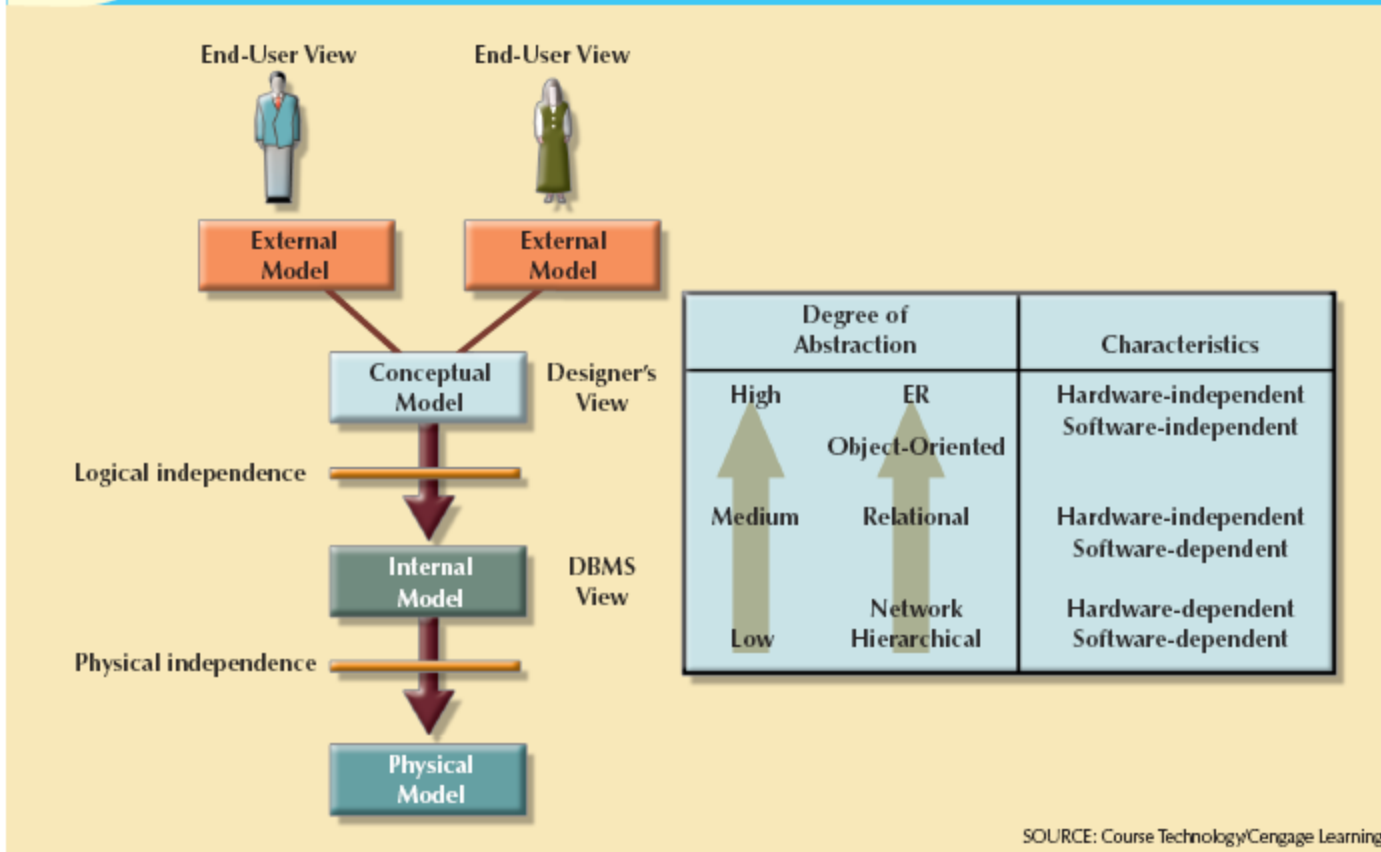 End-User View
End-User View
External
Model
External
Model
Conceptual
Model
Designer's
View
Logical independence
Internal
Model
DBMS
View
Physical independence
Physical
Model
Degree of
Abstraction
Characteristics
High
ER
Hardware-independent
Software-independent
Object-Oriented
Medium
Relational
Hardware-independent
Software-dependent
Network
Hardware-dependent
Low
Hierarchical
Software-dependent
SOURCE: Course Technology/Cengage Learning